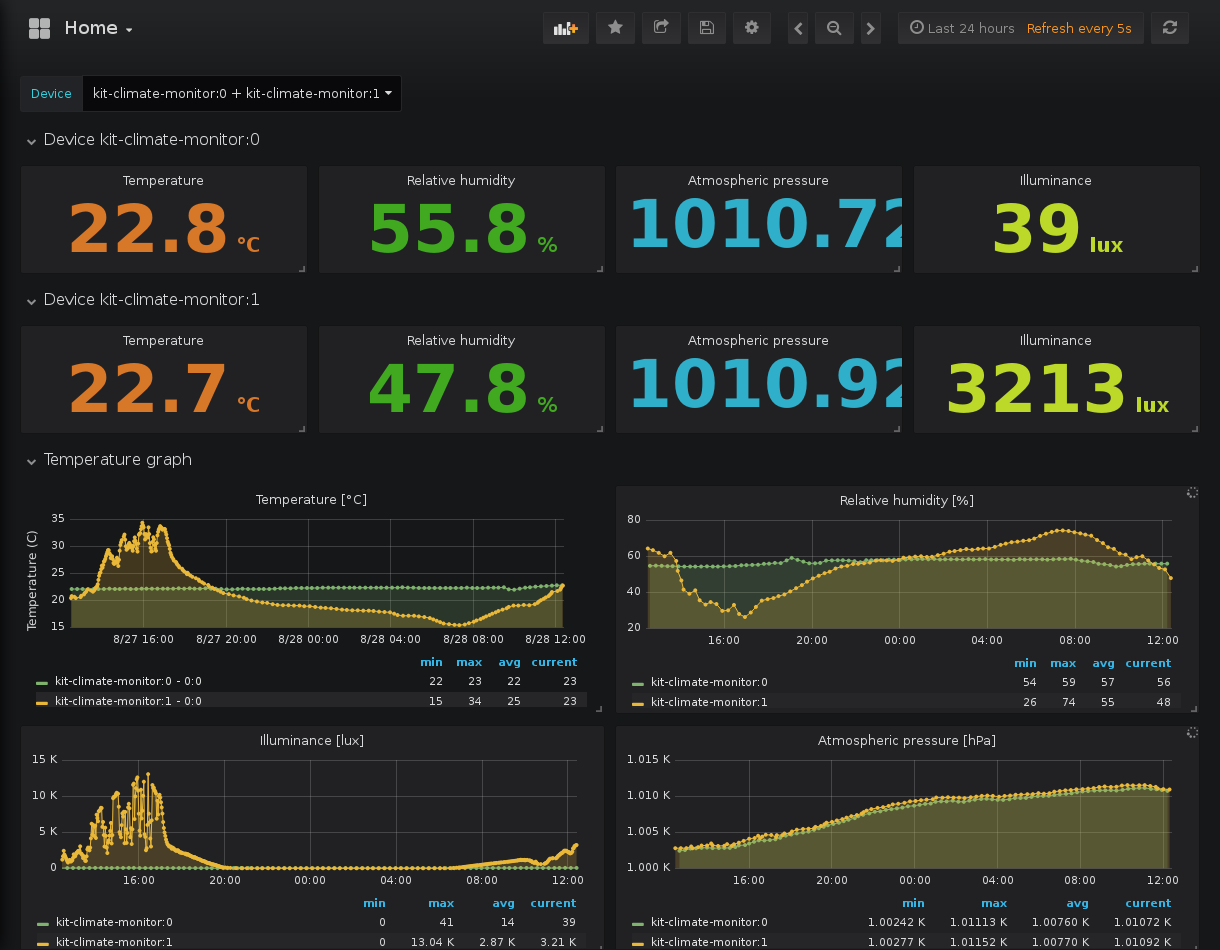 Home
Last 24 hours Refresh every 5s
Device kit-climate-monitor:0 + kit-climate-monitor:1
Device kit-climate-monitor:0
Temperature Relative humidity Atmospheric pressure Illuminance
22.8 °C 55.8 % 1010.72 39 lux
Device kit-climate-monitor:1
Temperature Relative humidity Atmospheric pressure Illuminance
22.7 °C 47.8 % 1010.92 3213 lux
Temperature graph
Temperature [°C]
Temperature (C)
35
30
25
20
15
8/27 16:00 8/27 20:00 8/28 00:00 8/28 04:00 8/28 08:00 8/28 12:00
min max avg current
kit-climate-monitor:0 - 0:0 22 23 22 23
kit-climate-monitor:1 - 0:0 15 34 25 23
Relative humidity [%]
80
60
40
20
16:00 20:00 00:00 04:00 08:00 12:00
min max avg current
kit-climate-monitor:0 54 59 57 56
kit-climate-monitor:1 26 74 55 48
Illuminance [lux]
15 K
10 K
5 K
0
16:00 20:00 00:00 04:00 08:00 12:00
min max avg current
kit-climate-monitor:0 0 41 14 39
kit-climate-monitor:1 0 13.04 K 2.87 K 3.21 K
Atmospheric pressure [hPa]
1.015 K
1.010 K
1.005 K
1.000 K
16:00 20:00 00:00 04:00 08:00 12:00
min max avg current
kit-climate-monitor:0 1.00242 K 1.01113 K 1.00760 K 1.01072 K
kit-climate-monitor:1 1.00277 K 1.01152 K 1.00770 K 1.01092 K